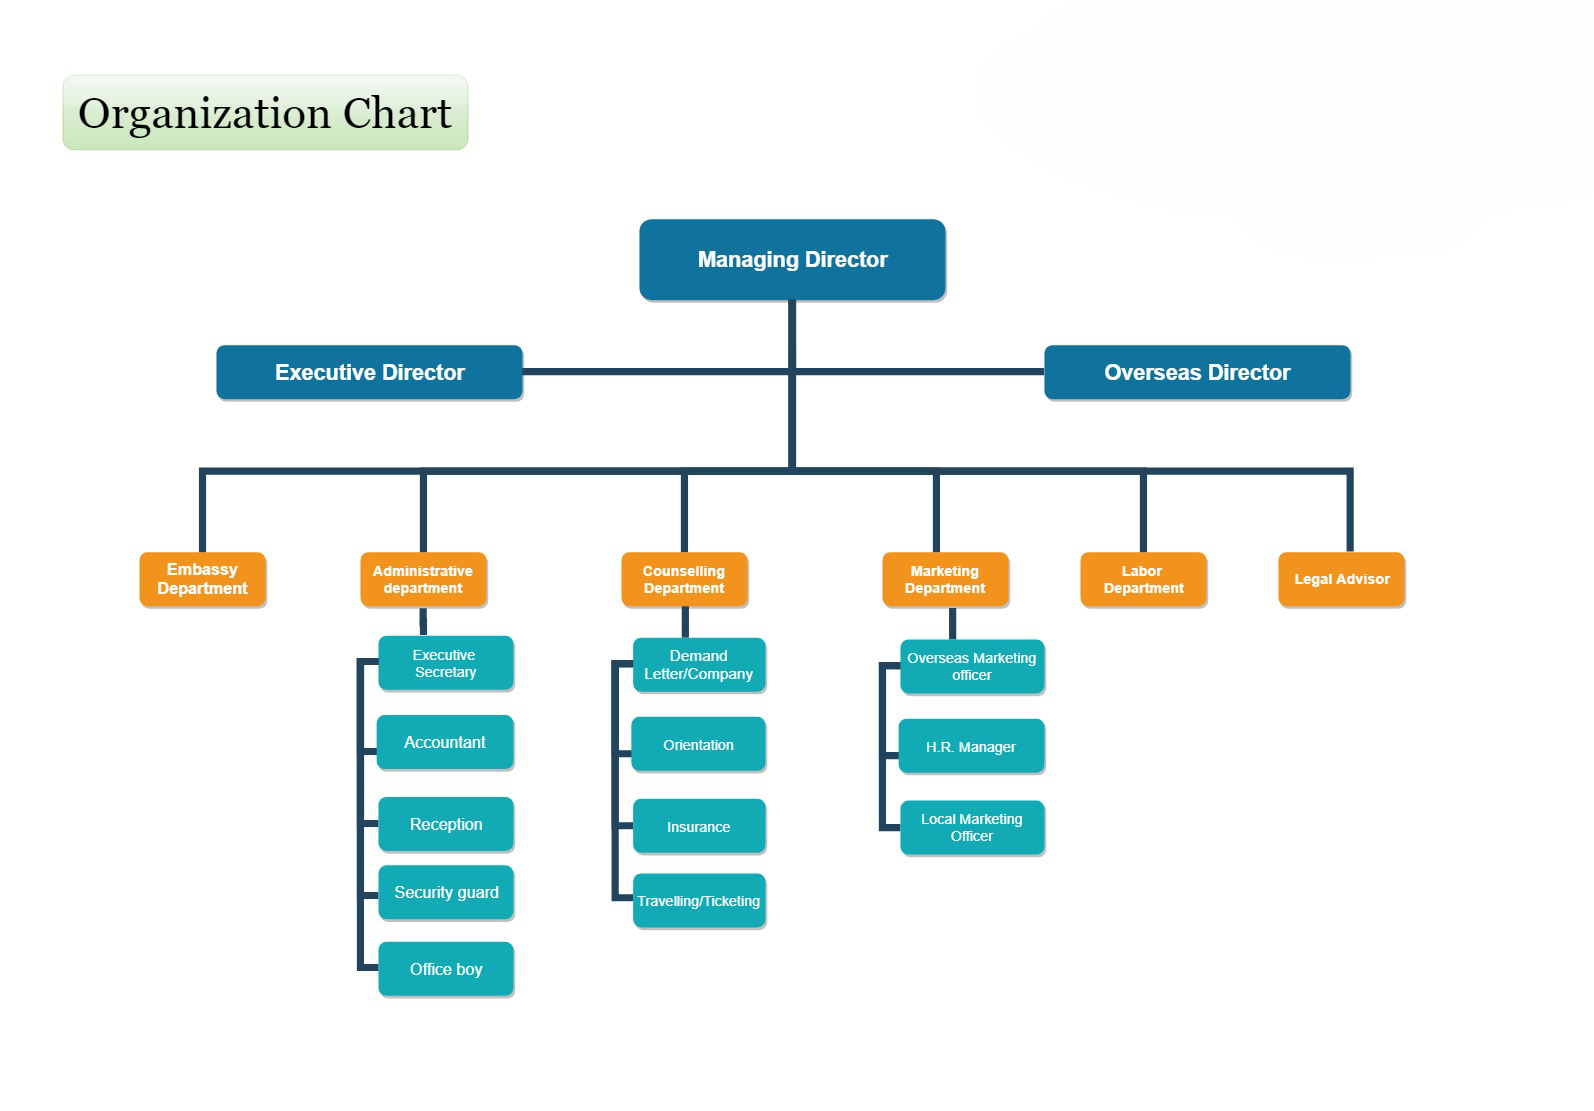 Organization Chart
Managing Director
Executive Director
Overseas Director
Embassy
Department
Administrative
department
Counselling
Department
Marketing
Department
Labor
Department
Legal Advisor
Executive
Secretary
Accountant
Reception
Security guard
Office boy
Demand
Letter/Company
Orientation
Insurance
Travelling/Ticketing
Overseas Marketing
officer
H.R. Manager
Local Marketing
Officer